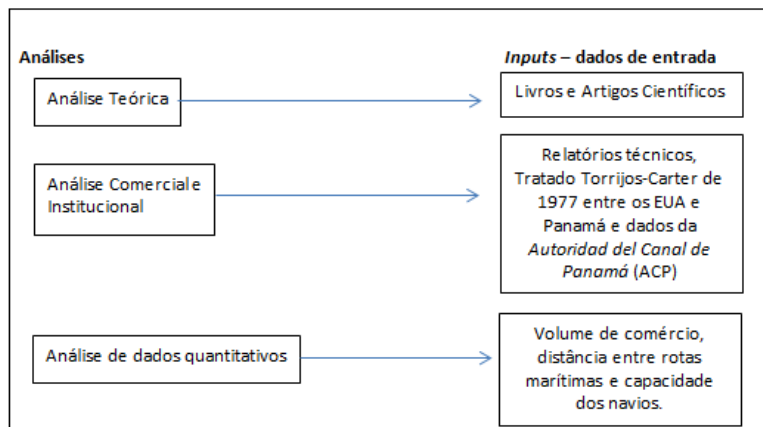 Análises
Inputs – dados de entrada
Análise Teórica
Livros e Artigos Científicos
Análise Comercial e
Institucional
Relatórios técnicos,
Tratado Torrijos-Carter de
1977 entre os EUA e
Panamá e dados da
Autoridad del Canal de
Panamá (ACP)
Análise de dados quantitativos
Volume de comércio,
distância entre rotas
marítimas e capacidade
dos navios.